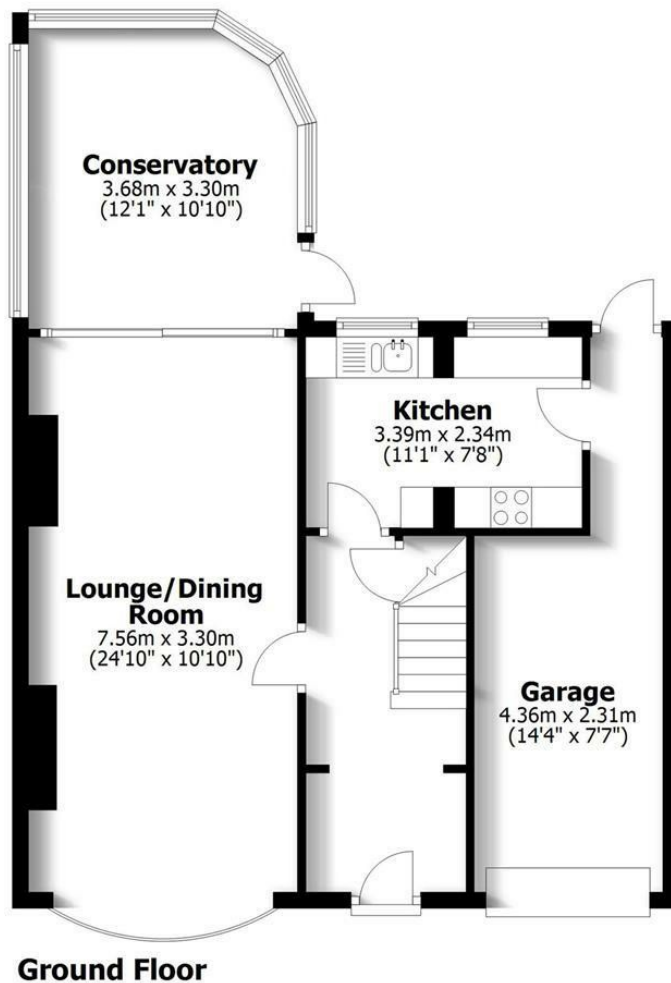 Conservatory
3.68m x 3.30m
(12'1" x 10'10")
Kitchen
3.39m x 2.34m
(11'1" x 7'8")
Lounge/Dining
Room
7.56m x 3.30m
(24'10" x 10'10")
Garage
4.36m x 2.31m
(14'4" x 7'7")
Ground Floor